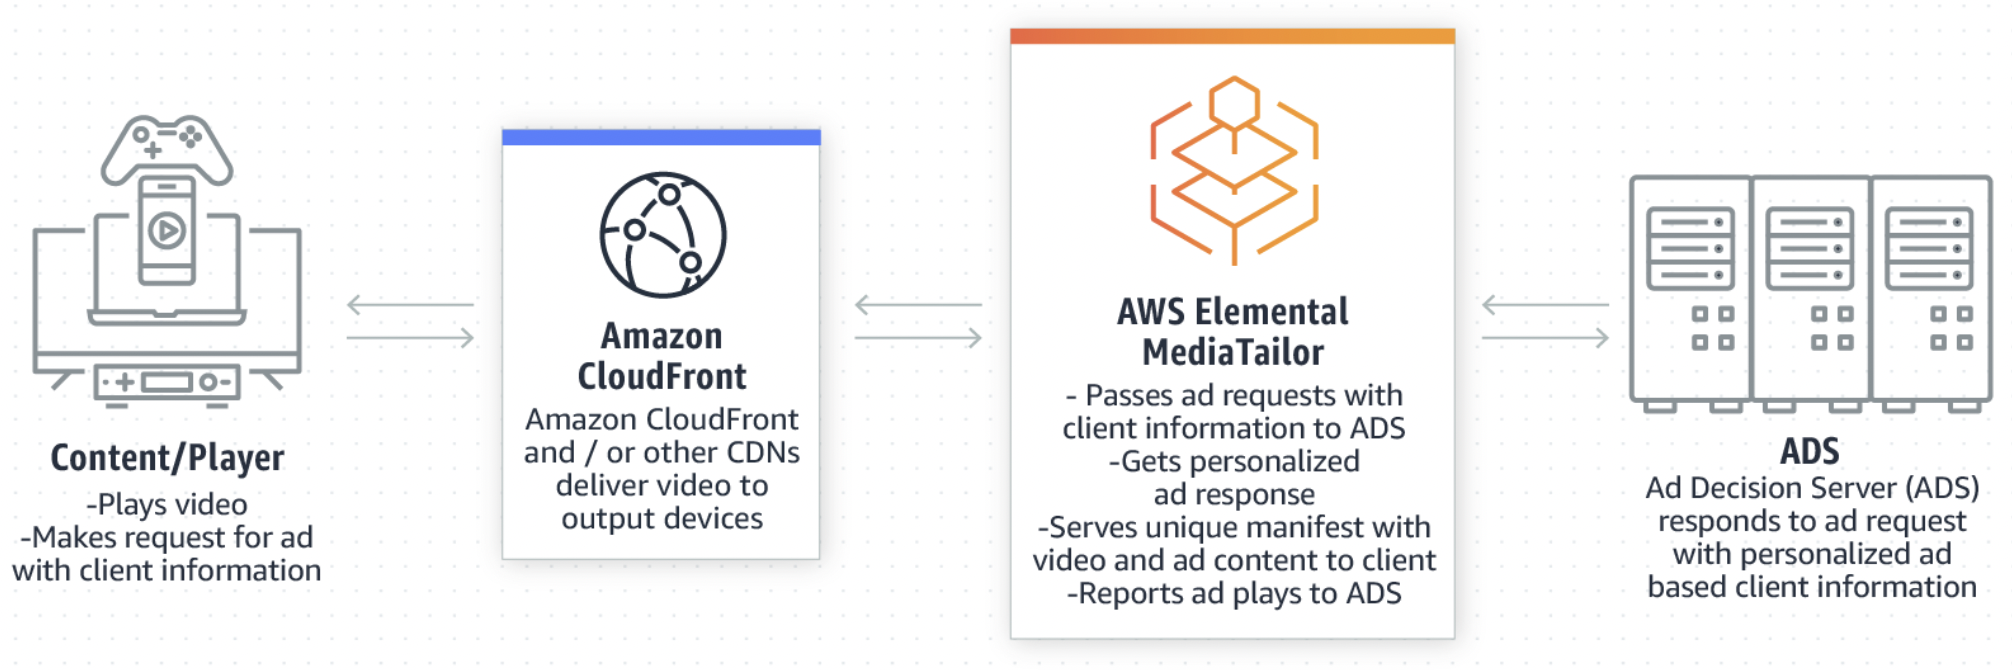 Content/Player
-Plays video
-Makes request for ad
with client information
Amazon
CloudFront
Amazon CloudFront
and / or other CDNs
deliver video to
output devices
AWS Elemental
MediaTailor
- Passes ad requests with
client information to ADS
-Gets personalized
ad response
-Serves unique manifest with
video and ad content to client
-Reports ad plays to ADS
ADS
Ad Decision Server (ADS)
responds to ad request
with personalized ad
based client information